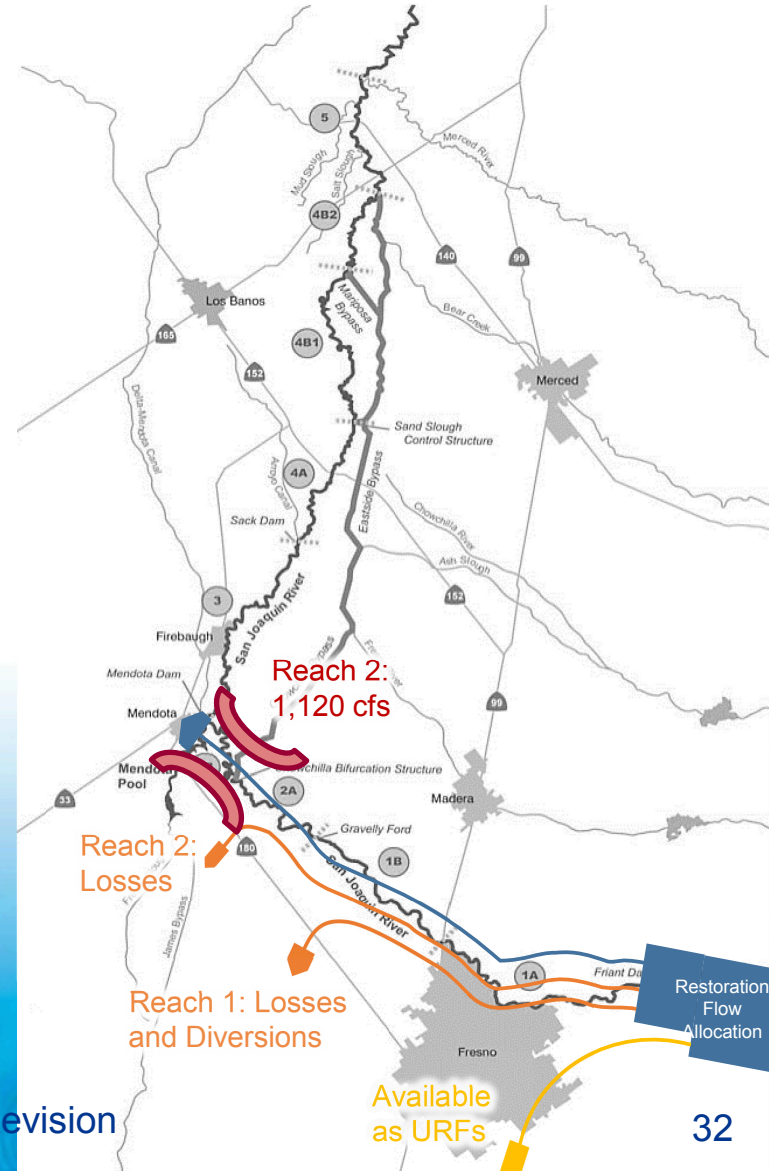 5
Merced River
Mud Slough
Salt Slough
4B2
140
99
Los Banos
Mariposa
Bypass
Bear Creek
165
4B1
152
Merced
Delta-Mendota Canal
Sand Slough
Control Structure
Arroyo Canal
4A
Eastside Bypass
Sack Dam
Chowchilla River
Ash Slough
3
152
San Joaquin River
Firebaugh
Mendota Dam
Reach 2:
1,120 cfs
99
Mendota
Mendota
Pool
Chowchilla Bifurcation Structure
33
2A
Madera
Gravelly Ford
Reach 2:
Losses
180
1B
San Joaquin River
James Bypass
1A
Friant
Restoration
Flow
Allocation
Reach 1: Losses
and Diversions
Fresno
Available
as URFs
evision
32